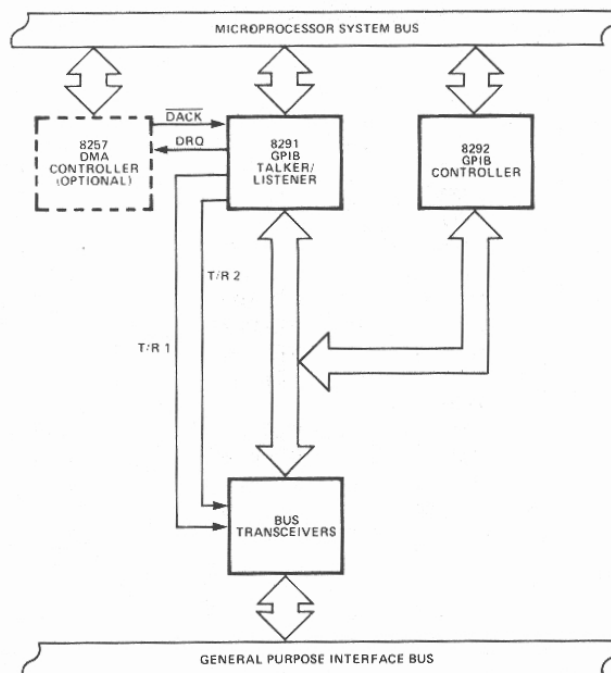 MICROPROCESSOR SYSTEM BUS
DACK
DRQ
8257
DMA
CONTROLLER
(OPTIONAL)
8291
GPIB
TALKER/
LISTENER
8292
GPIB
CONTROLLER
T/R 2
T/R 1
BUS
TRANSCEIVERS
GENERAL PURPOSE INTERFACE BUS